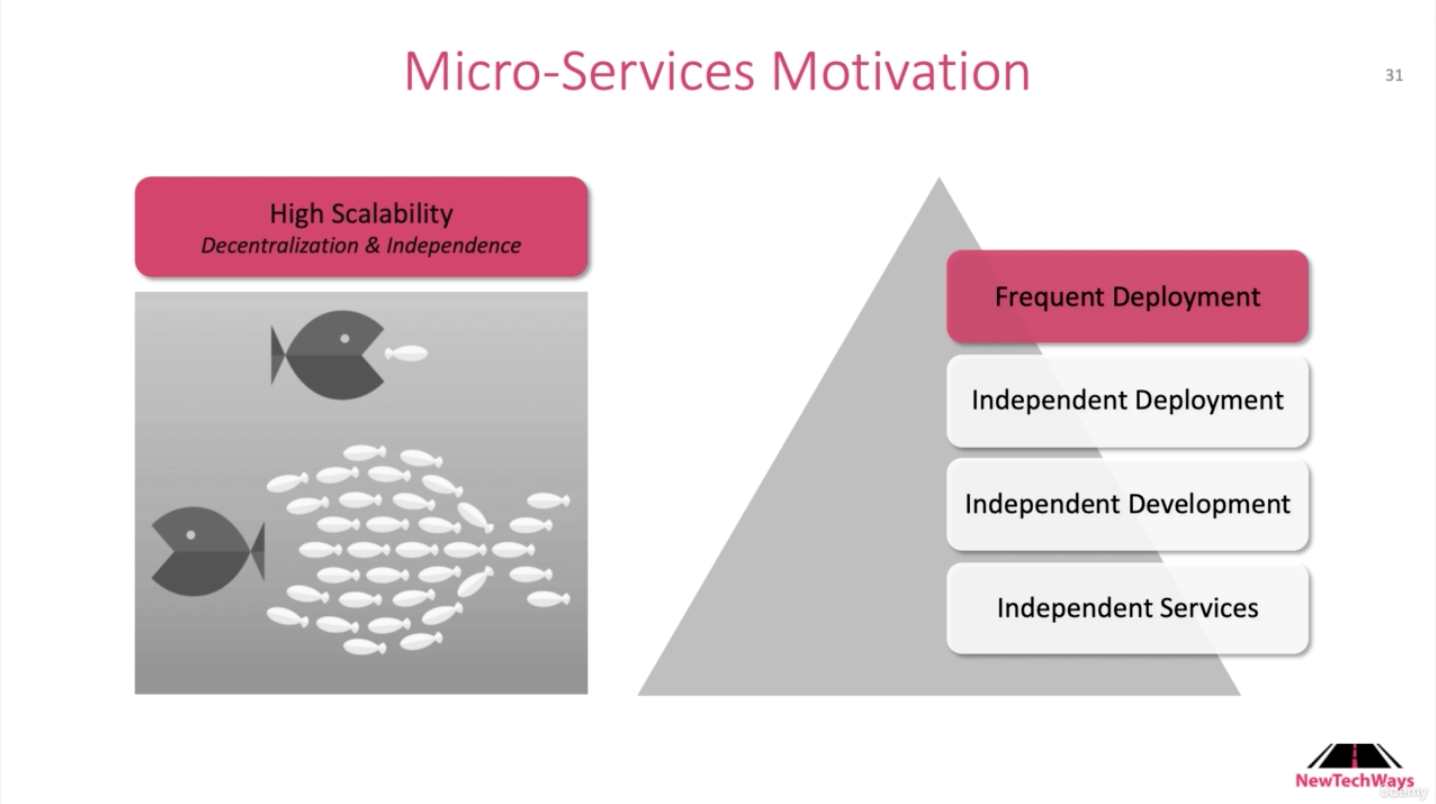 Micro-Services Motivation
31
High Scalability
Decentralization & Independence
Frequent Deployment
Independent Deployment
Independent Development
Independent Services
NewTechWays
udemy